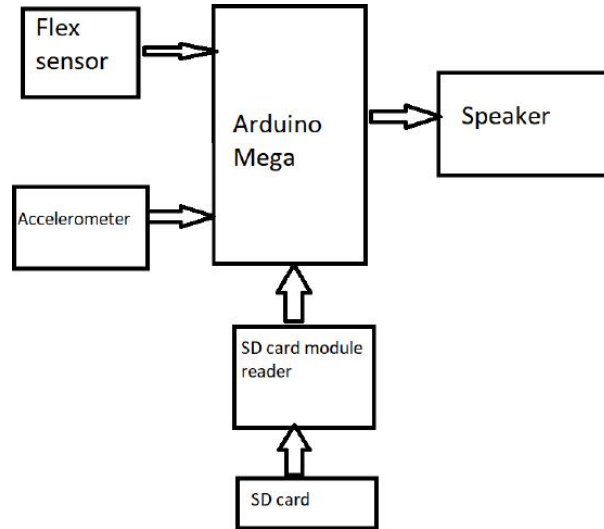 Flex
sensor
Arduino
Mega
Speaker
Accelerometer
SD card module
reader
SD card